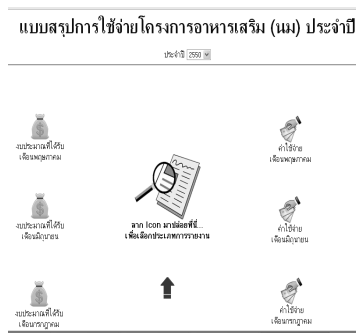 แบบสรุปการใช้จ่ายโครงการอาหารเสริม (นม) ประจำปี
ประจำปี 2550
งบประมาณที่ได้รับ
เดือนพฤษภาคม
ค่าใช้จ่าย
เดือนพฤษภาคม
ลาก Icon มาปล่อยที่นี่...
เพื่อเลือกประเภทการรายงาน
งบประมาณที่ได้รับ
เดือนมิถุนายน
ค่าใช้จ่าย
เดือนมิถุนายน
งบประมาณที่ได้รับ
เดือนกรกฎาคม
ค่าใช้จ่าย
เดือนกรกฎาคม